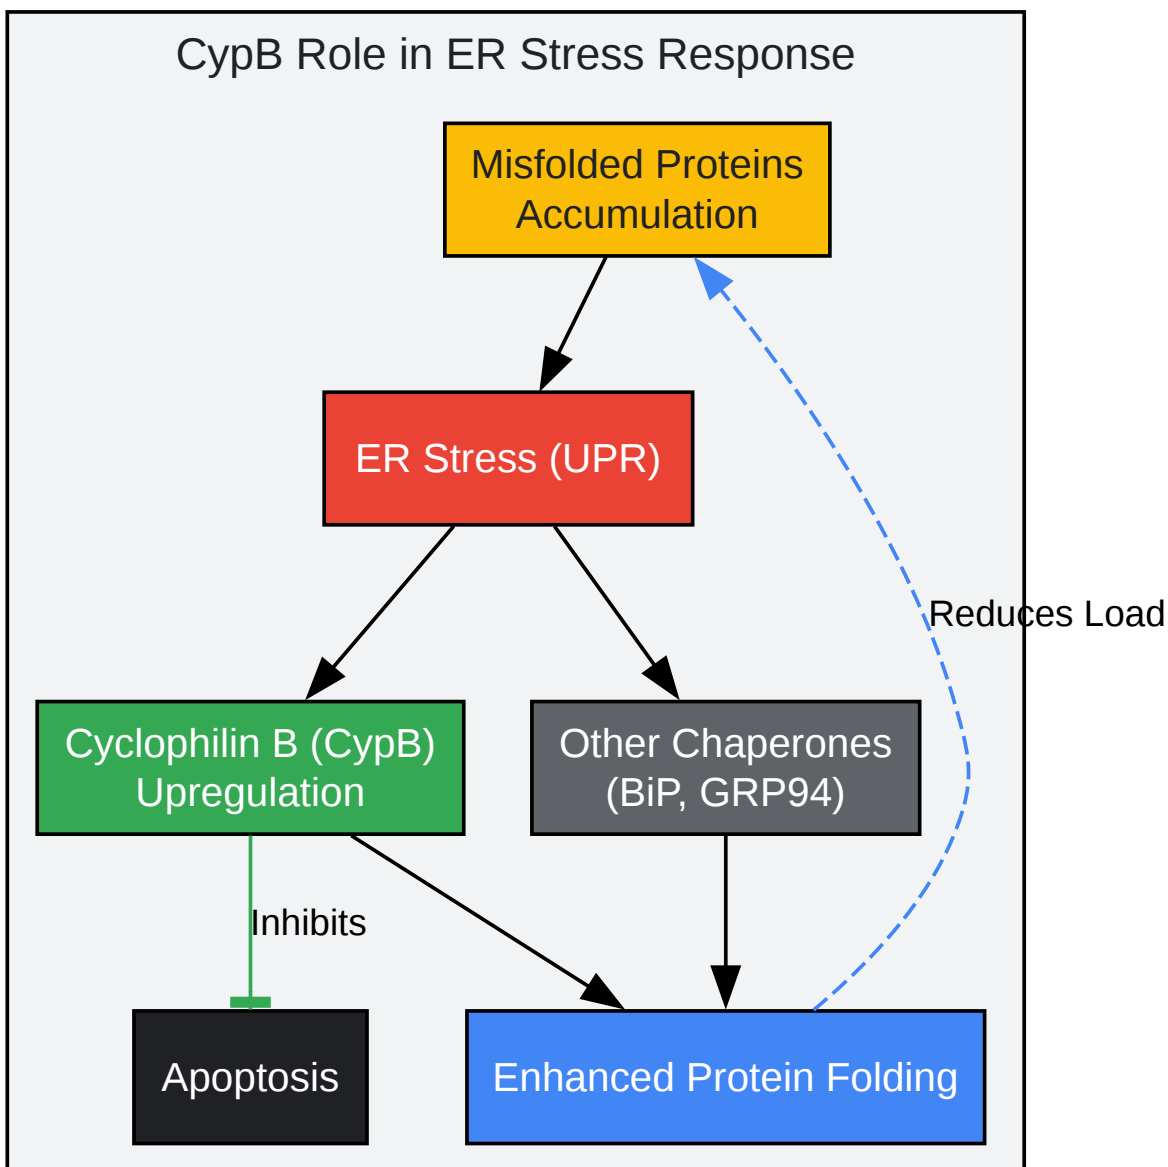 CypB Role in ER Stress Response
Misfolded Proteins
Accumulation
ER Stress (UPR)
Reduces Load
Cyclophilin B (CypB)
Upregulation
Other Chaperones
(BiP, GRP94)
Inhibits
Apoptosis
Enhanced Protein Folding